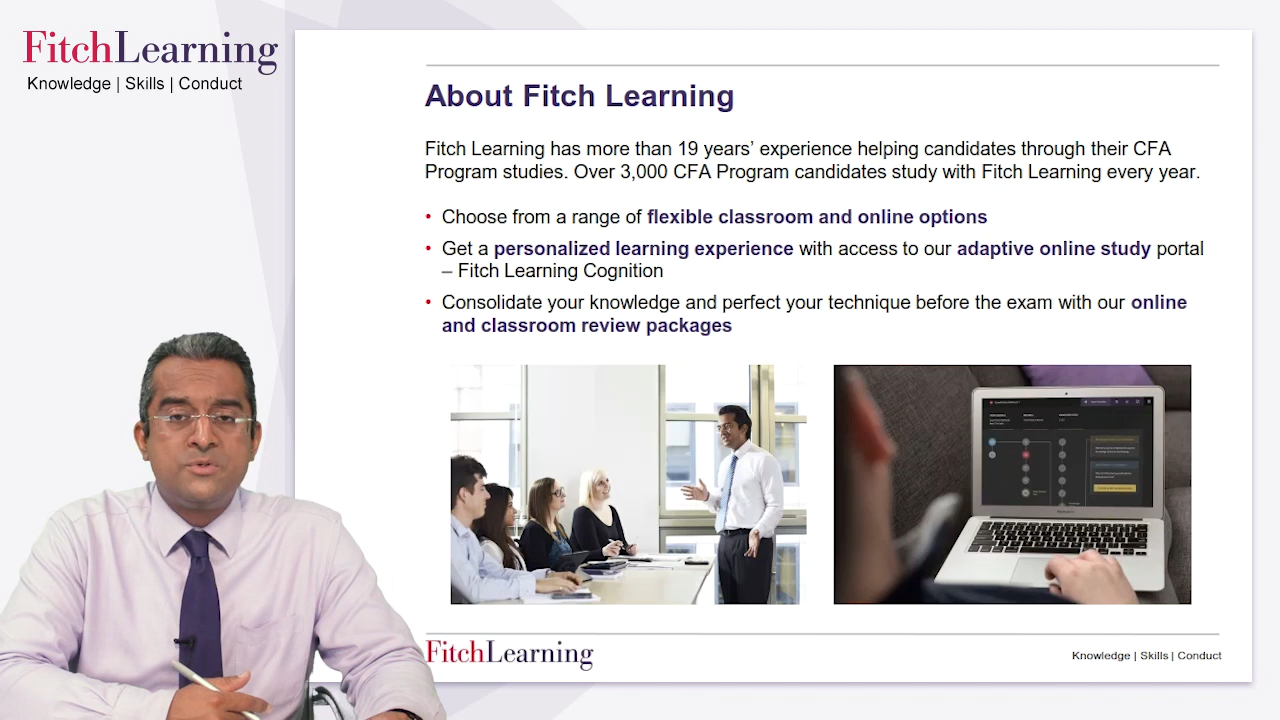 FitchLearning
Knowledge | Skills | Conduct
About Fitch Learning
Fitch Learning has more than 19 years’ experience helping candidates through their CFA
Program studies. Over 3,000 CFA Program candidates study with Fitch Learning every year.
• Choose from a range of flexible classroom and online options
• Get a personalized learning experience with access to our adaptive online study portal
– Fitch Learning Cognition
• Consolidate your knowledge and perfect your technique before the exam with our online
and classroom review packages
FitchLearning
Knowledge | Skills | Conduct